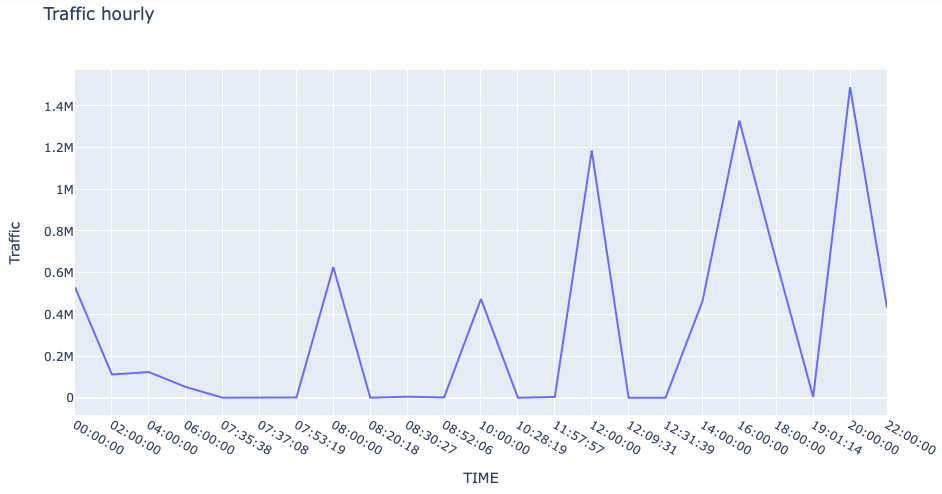 Traffic hourly
1.4M
1.2M
1M
0.8M
0.6M
0.4M
0.2M
0
Traffic
00:00:00
02:00:00
04:00:00
06:00:00
07:35:38
07:37:08
07:53:19
08:00:00
08:20:18
08:30:27
08:52:06
10:00:00
10:28:19
11:57:57
12:00:00
12:09:31
12:31:39
14:00:00
16:00:00
18:00:00
19:01:14
20:00:00
22:00:00
TIME